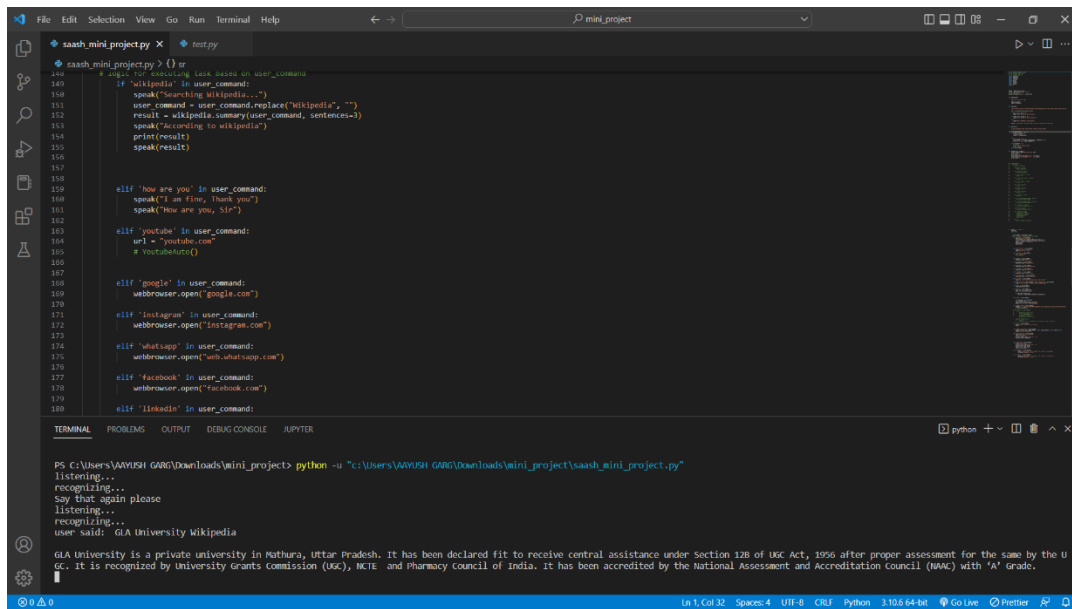 File Edit Selection View Go Run Terminal Help
mini_project
saash_mini_project.py
test.py
saash_mini_project.py > {} sr
148 # logic for executing task based on user_command
149 if 'wikipedia' in user_command:
150 speak("Searching Wikipedia...")
151 user_command = user_command.replace("Wikipedia", "")
152 result = wikipedia.summary(user_command, sentences=3)
153 speak("According to wikipedia")
154 print(result)
155 speak(result)
156
157
158
159 elif 'how are you' in user_command:
160 speak("I am fine, Thank you")
161 speak("How are you, Sir")
162
163 elif 'youtube' in user_command:
164 url = "youtube.com"
165 # YoutubeAuto()
166
167
168 elif 'google' in user_command:
169 webbrowser.open("google.com")
170
171 elif 'instagram' in user_command:
172 webbrowser.open("instagram.com")
173
174 elif 'whatsapp' in user_command:
175 webbrowser.open("web.whatsapp.com")
176
177 elif 'facebook' in user_command:
178 webbrowser.open("facebook.com")
179
180 elif 'linkedin' in user_command:
TERMINAL PROBLEMS OUTPUT DEBUG CONSOLE JUPYTER
python
PS C:\Users\AAYUSH GARG\Downloads\mini_project> python -u "c:\Users\AAYUSH GARG\Downloads\mini_project\saash_mini_project.py"
listening...
recognizing...
Say that again please
listening...
recognizing...
user said: GLA University Wikipedia
GLA University is a private university in Mathura, Uttar Pradesh. It has been declared fit to receive central assistance under Section 12B of UGC Act, 1956 after proper assessment for the same by the U
GC. It is recognized by University Grants Commission (UGC), NCTE and Pharmacy Council of India. It has been accredited by the National Assessment and Accreditation Council (NAAC) with ‘A’ Grade.
0 0 Ln 1, Col 32 Spaces: 4 UTF-8 CRLF Python 3.10.6 64-bit Go Live Prettier